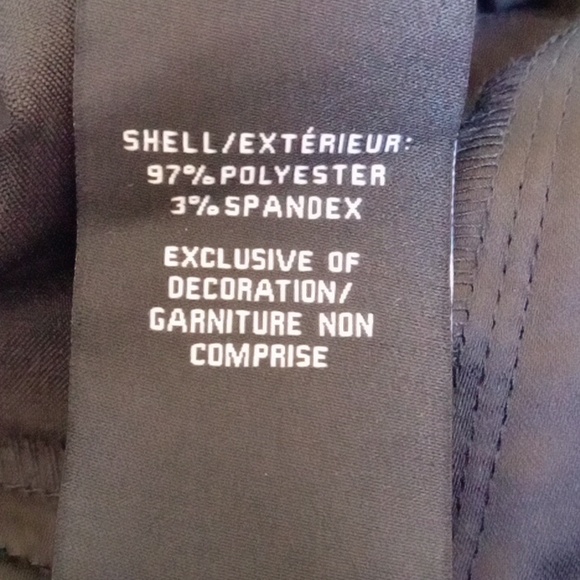 SHELL/EXTÉRIEUR:
97% POLYESTER
3% SPANDEX
EXCLUSIVE OF
DECORATION/
GARNITURE NON
COMPRISE